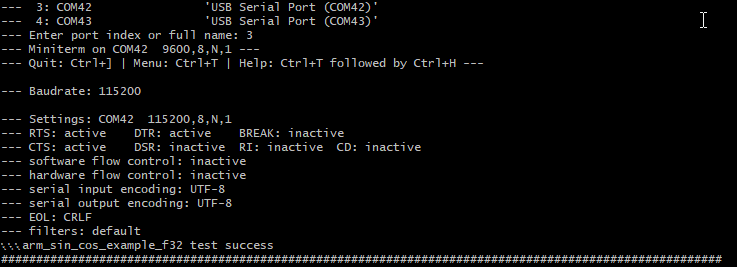 ---  3: COM42                'USB Serial Port (COM42)'
---  4: COM43                'USB Serial Port (COM43)'
--- Enter port index or full name: 3
--- Miniterm on COM42  9600,8,N,1 ---
--- Quit: Ctrl+] | Menu: Ctrl+T | Help: Ctrl+T followed by Ctrl+H ---
--- Baudrate: 115200
--- Settings: COM42  115200,8,N,1
--- RTS: active    DTR: active    BREAK: inactive
--- CTS: active    DSR: inactive  RI: inactive  CD: inactive
--- software flow control: inactive
--- hardware flow control: inactive
--- serial input encoding: UTF-8
--- serial output encoding: UTF-8
--- EOL: CRLF
--- filters: default
\\\arm_sin_cos_example_f32 test success
#######################################################################################################